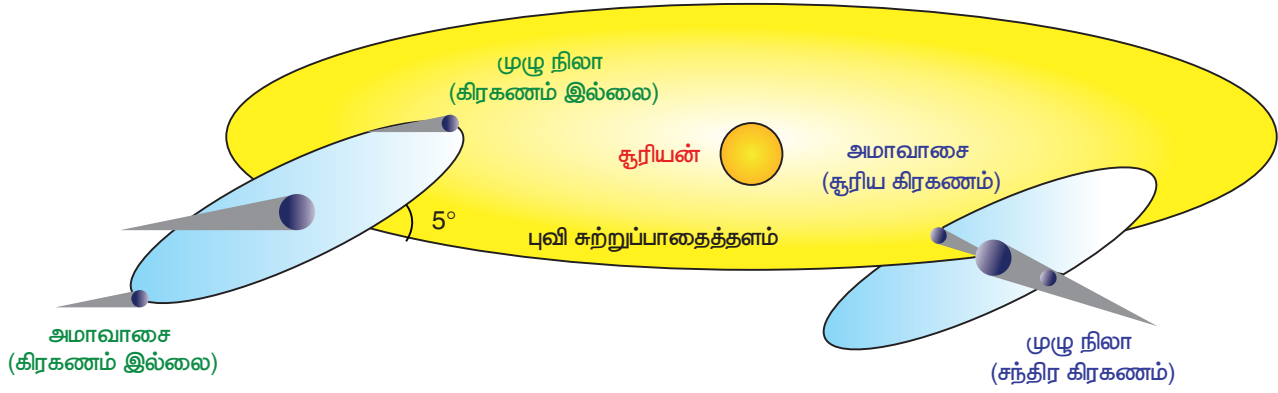 முழு நிலா
(கிரகணம் இல்லை)
சூரியன்
அமாவாசை
(சூரிய கிரகணம்)
5°
புவி சுற்றுப்பாதைத்தளம்
அமாவாசை
(கிரகணம் இல்லை)
முழு நிலா
(சந்திர கிரகணம்)